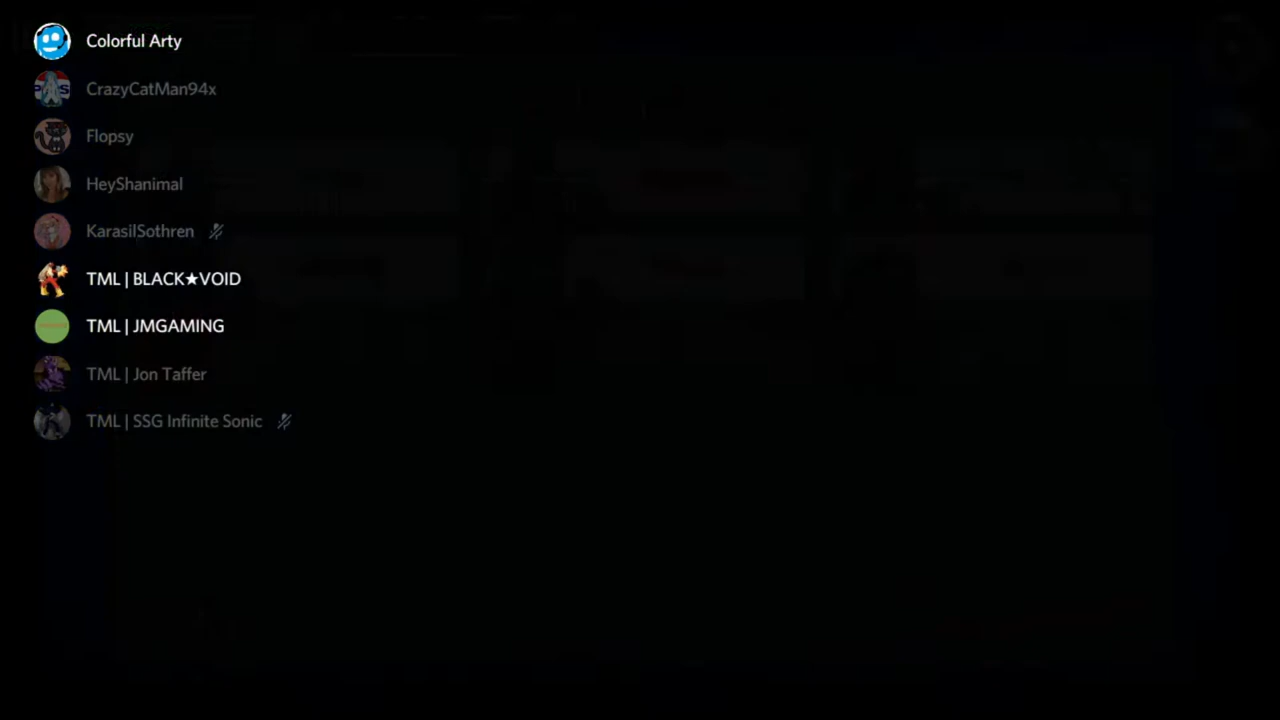 Colorful Arty
CrazyCatMan94x
Flopsy
HeyShanimal
KarasilSothren
TML | BLACK★VOID
TML | JMGAMING
TML | Jon Taffer
TML | SSG Infinite Sonic